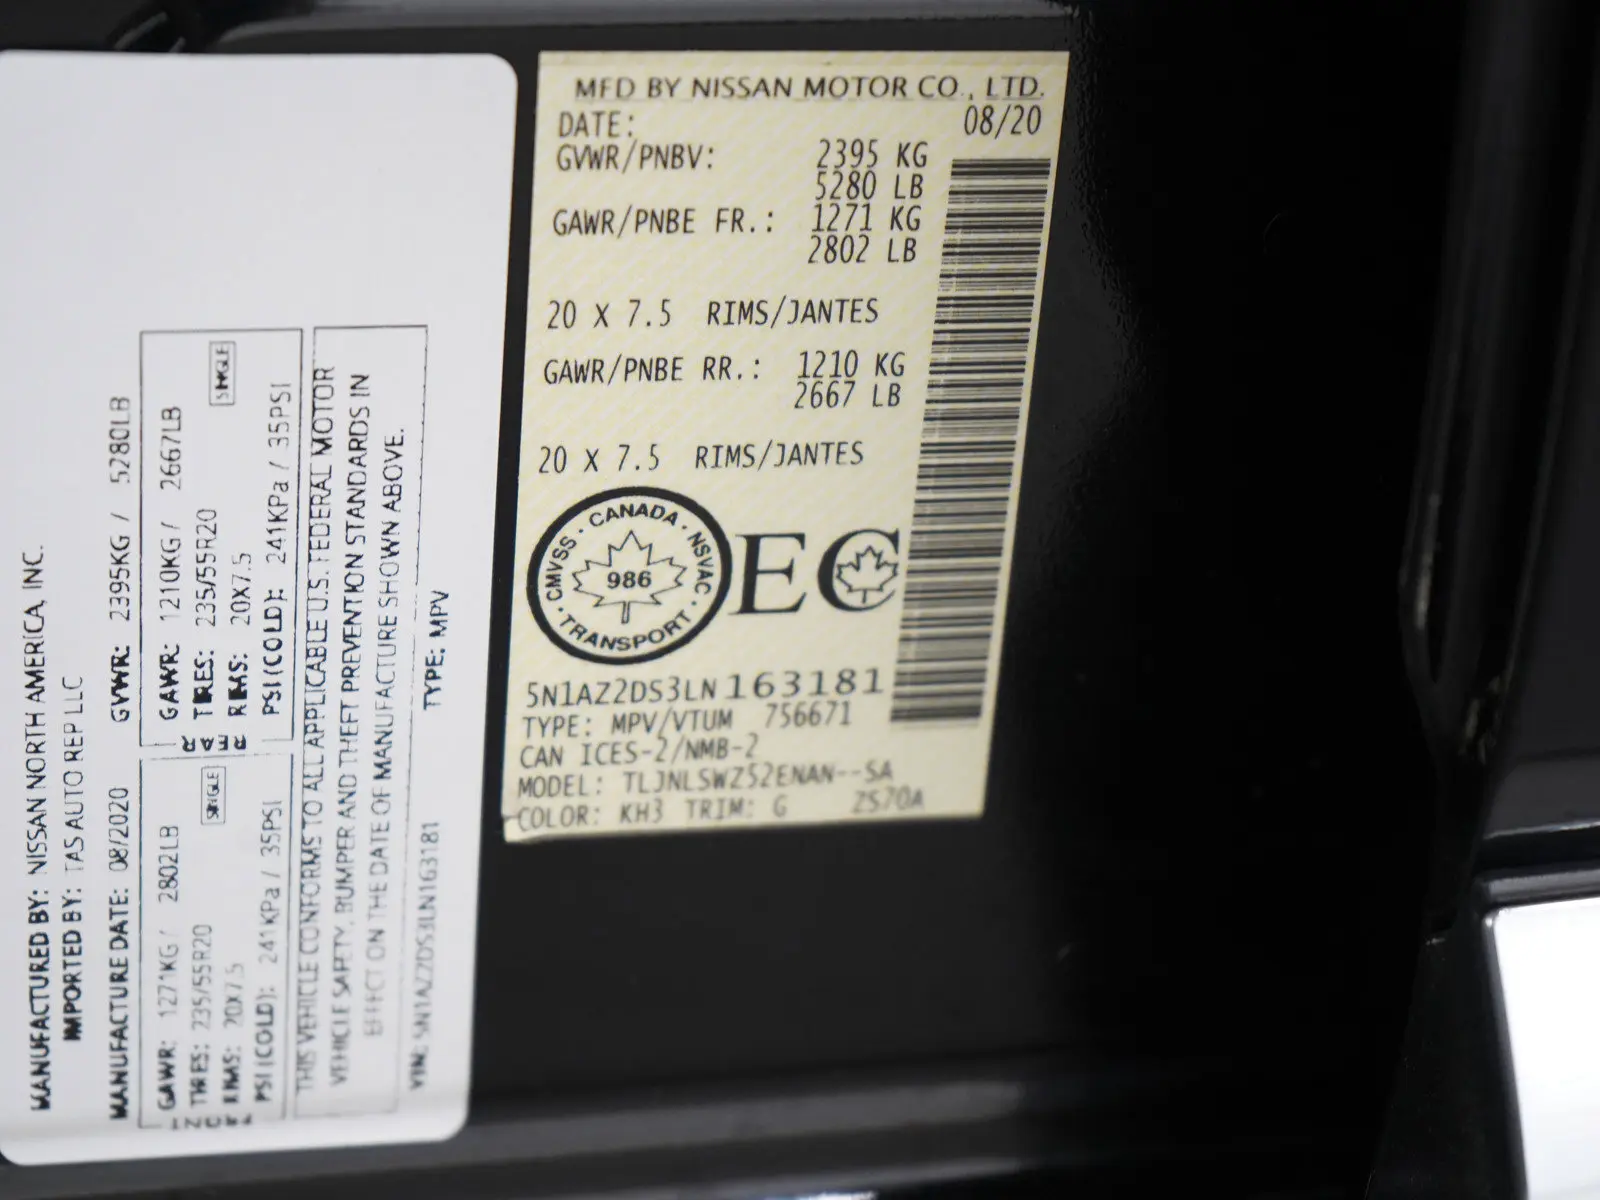 MANUFACTURED BY: NISSAN NORTH AMERICA, INC.
IMPORTED BY: TAS AUTO REP LLC
MANUFACTURE DATE: 08/2020 GVWR: 2395KG / 5280LB
GAWR: 1271KG / 2802LB
TIRES: 235/55R20 SINGLE
RIMS: 20X7.5
PSI(COLD): 241KPa / 35PSI
REAR
GAWR: 1210KG / 2667LB
TIRES: 235/55R20 SINGLE
RIMS: 20X7.5
PSI(COLD): 241KPa / 35PSI
THIS VEHICLE CONFORMS TO ALL APPLICABLE U.S. FEDERAL MOTOR
VEHICLE SAFETY, BUMPER AND THEFT PREVENTION STANDARDS IN
EFFECT ON THE DATE OF MANUFACTURE SHOWN ABOVE.
VIN: 5N1AZ2DS3LN163181 TYPE: MPV
MFD BY NISSAN MOTOR CO., LTD.
DATE: 08/20
GVWR/PNBV: 2395 KG
5280 LB
GAWR/PNBE FR.: 1271 KG
2802 LB
20 X 7.5 RIMS/JANTES
GAWR/PNBE RR.: 1210 KG
2667 LB
20 X 7.5 RIMS/JANTES
CMVSS · CANADA · NSVAC
986
· TRANSPORT ·
EC
5N1AZ2DS3LN163181
TYPE: MPV/VTUM 756671
CAN ICES-2/NMB-2
MODEL: TLJNLSWZ52ENAN--SA
COLOR: KH3 TRIM: G ZS70A